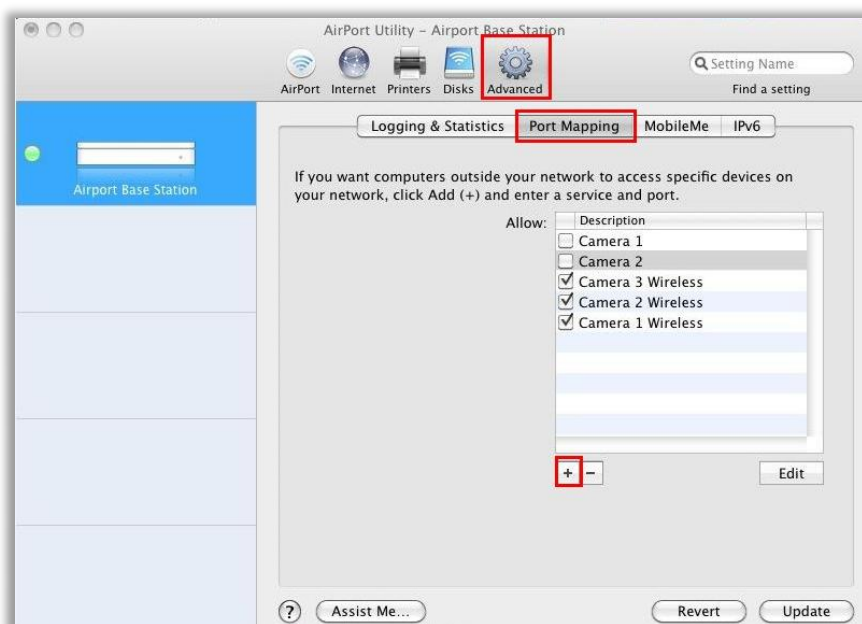 AirPort Utility – Airport Base Station
AirPort Internet Printers Disks Advanced
Setting Name
Find a setting
Logging & Statistics Port Mapping MobileMe IPv6
Airport Base Station
If you want computers outside your network to access specific devices on
your network, click Add (+) and enter a service and port.
Allow:
Description
Camera 1
Camera 2
Camera 3 Wireless
Camera 2 Wireless
Camera 1 Wireless
+ −
Edit
? Assist Me... Revert Update